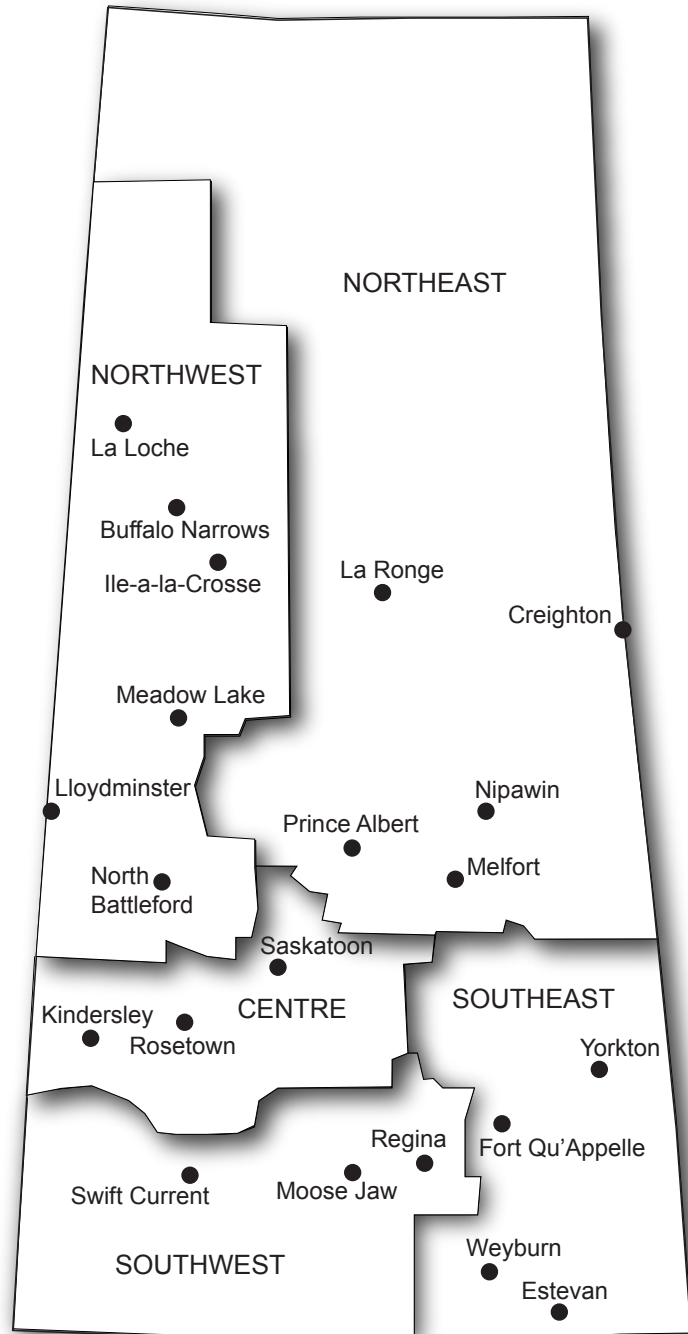 NORTHEAST
NORTHWEST
La Loche
Buffalo Narrows
Ile-a-la-Crosse
La Ronge
Creighton
Meadow Lake
Lloydminster
Nipawin
Prince Albert
North
Battleford
Melfort
Saskatoon
CENTRE
SOUTHEAST
Kindersley
Rosetown
Yorkton
Regina
Fort Qu'Appelle
Swift Current
Moose Jaw
SOUTHWEST
Weyburn
Estevan